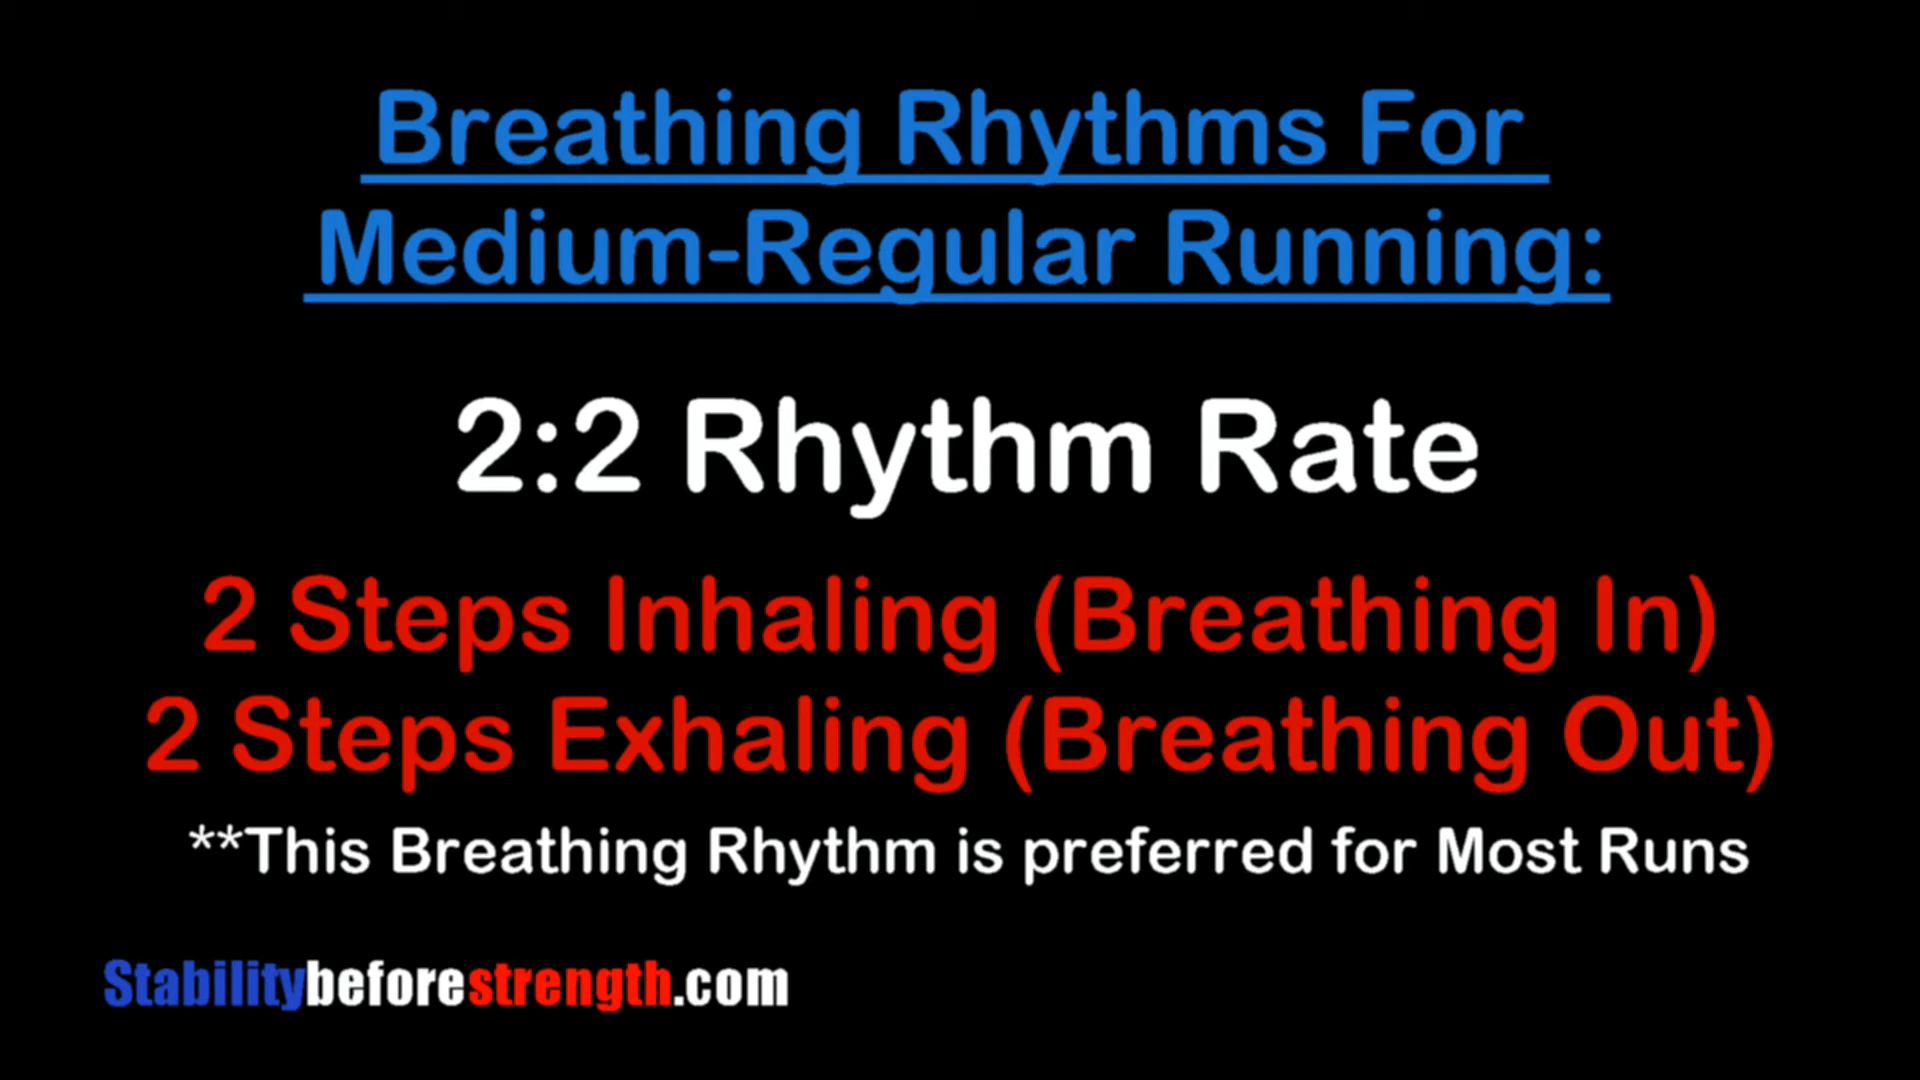 Breathing Rhythms For
Medium-Regular Running:
2:2 Rhythm Rate
2 Steps Inhaling (Breathing In)
2 Steps Exhaling (Breathing Out)
**This Breathing Rhythm is preferred for Most Runs
Stabilitybeforestrength.com